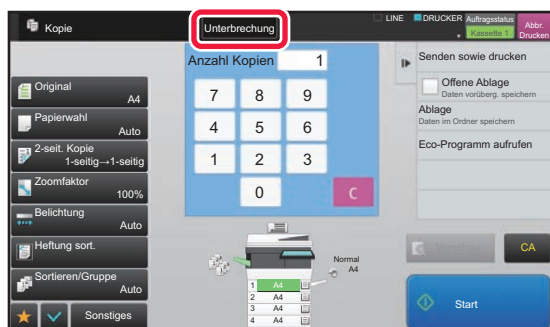 Kopie
Unterbrechung
LINE
DRUCKER
Auftragsstatus
Kassette 1
Abbr.
Drucken
Original
A4
Papierwahl
Auto
2-seit. Kopie
1-seitig→1-seitig
Zoomfaktor
100%
Belichtung
Auto
Heftung sort.
Sortieren/Gruppe
Auto
Sonstiges
Anzahl Kopien 1
7 8 9
4 5 6
1 2 3
0 C
Normal
A4
1 A4
2 A4
3 A4
4 A4
Senden sowie drucken
Offene Ablage
Daten vorüberg. speichern
Ablage
Daten im Ordner speichern
Eco-Programm aufrufen
Vorschau
CA
Start